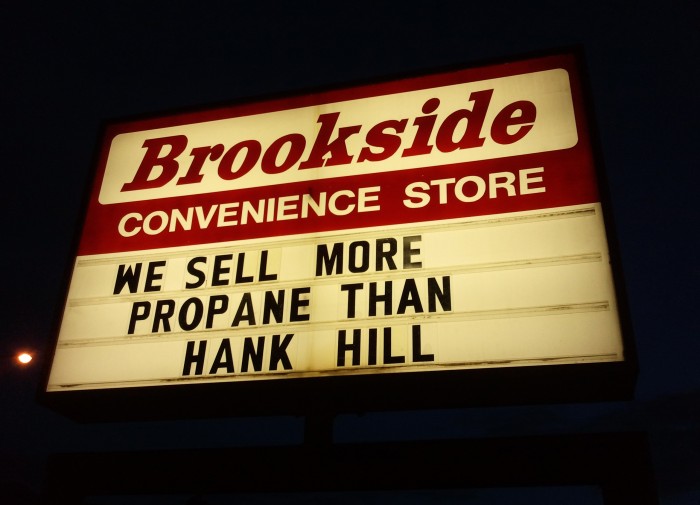 Brookside
CONVENIENCE STORE
WE SELL MORE
PROPANE THAN
HANK HILL